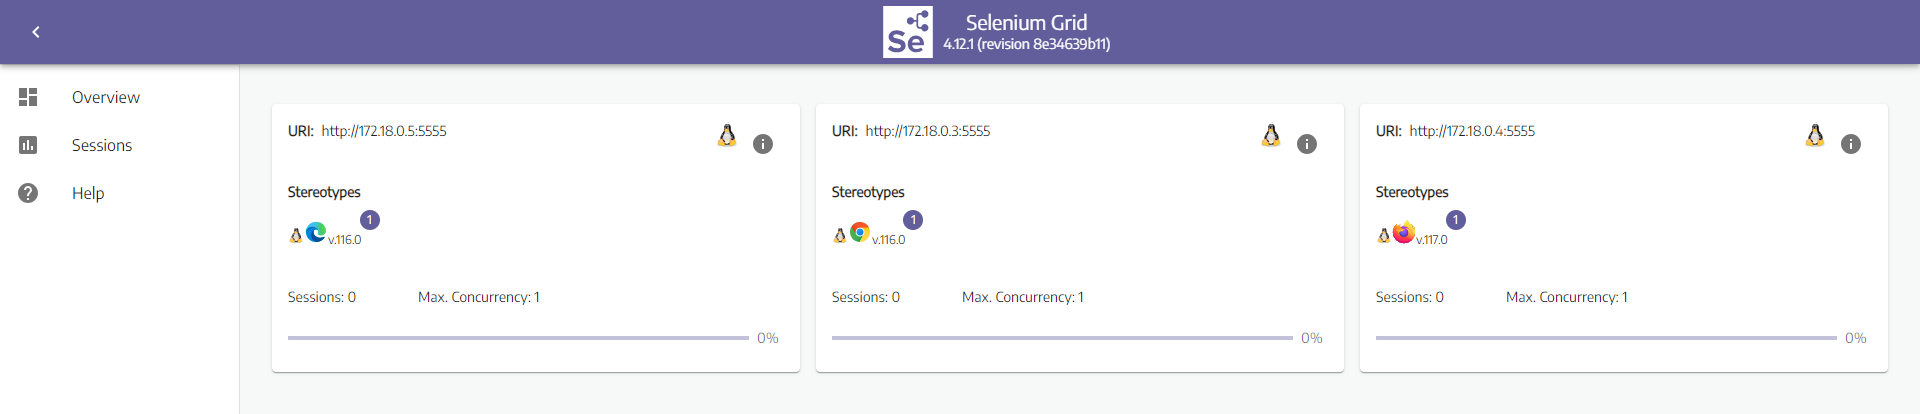 Se
Selenium Grid
4.12.1 (revision 8e34639b11)
Overview
Sessions
Help
URI: http://172.18.0.5:5555
Stereotypes
v.116.0 1
Sessions: 0 Max. Concurrency: 1
0%
URI: http://172.18.0.3:5555
Stereotypes
v.116.0 1
Sessions: 0 Max. Concurrency: 1
0%
URI: http://172.18.0.4:5555
Stereotypes
v.117.0 1
Sessions: 0 Max. Concurrency: 1
0%